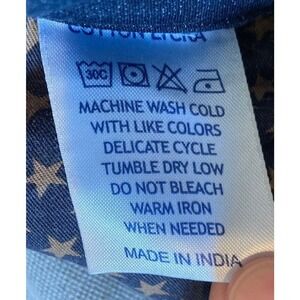 COTTON LYCRA
30C
MACHINE WASH COLD
WITH LIKE COLORS
DELICATE CYCLE
TUMBLE DRY LOW
DO NOT BLEACH
WARM IRON
WHEN NEEDED
MADE IN INDIA